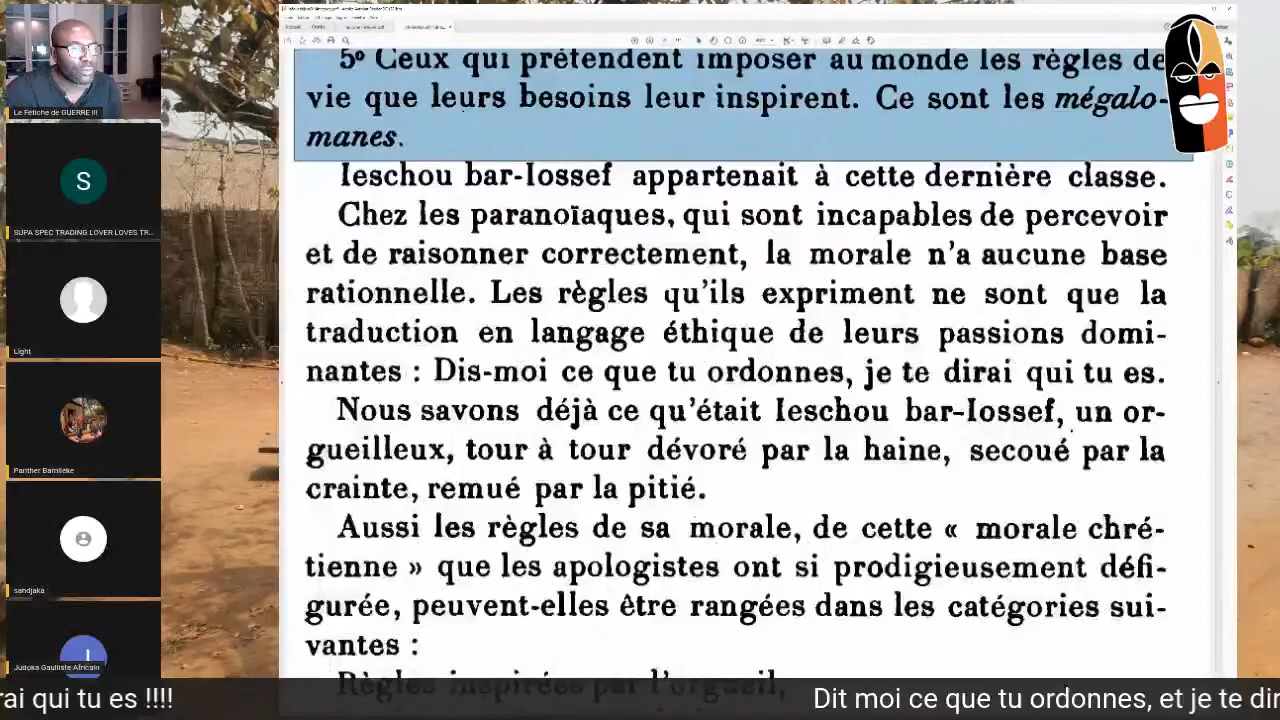 5º Ceux qui prétendent imposer au monde les règles de
vie que leurs besoins leur inspirent. Ce sont les mégalo-
manes.
Ieschou bar-Iossef appartenait à cette dernière classe.
Chez les paranoïaques, qui sont incapables de percevoir
et de raisonner correctement, la morale n'a aucune base
rationnelle. Les règles qu'ils expriment ne sont que la
traduction en langage éthique de leurs passions domi-
nantes : Dis-moi ce que tu ordonnes, je te dirai qui tu es.
Nous savons déjà ce qu'était Ieschou bar-Iossef, un or-
gueilleux, tour à tour dévoré par la haine, secoué par la
crainte, remué par la pitié.
Aussi les règles de sa morale, de cette « morale chré-
tienne » que les apologistes ont si prodigieusement défi-
gurée, peuvent-elles être rangées dans les catégories sui-
vantes :
Règles inspirées par l'orgueil,
Le Fétiche de GUERRE !!!
S
SUPA SPEC TRADING LOVER LOVES TR...
Light
Panther Bamileke
sandjaka
J
Judoka Gaulliste Africain
rai qui tu es !!!!
Dit moi ce que tu ordonnes, et je te dir